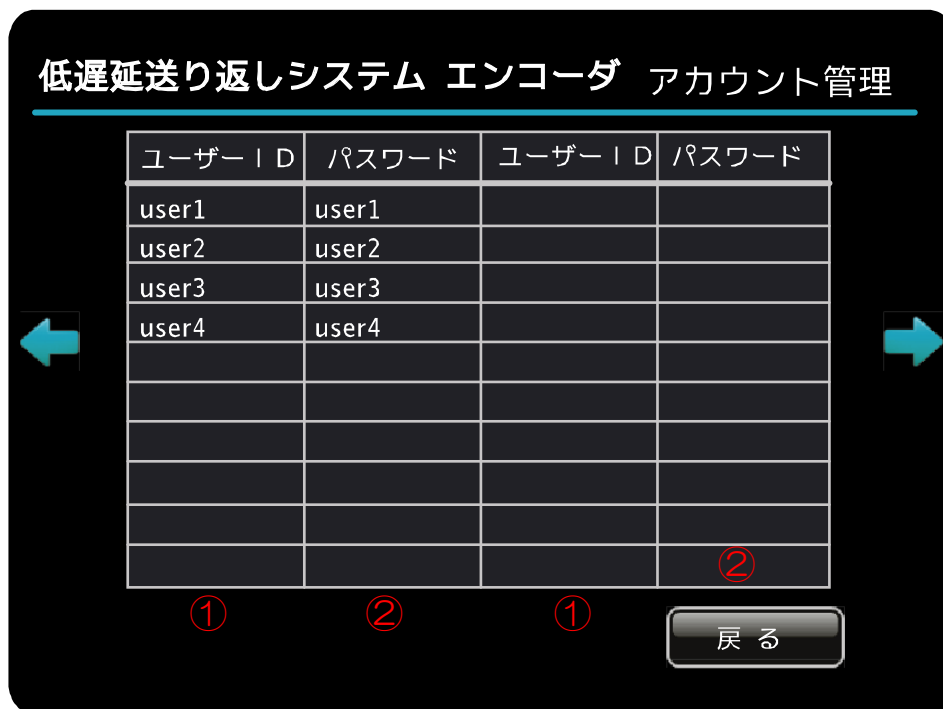 低遅延送り返しシステム エンコーダ アカウント管理
ユーザーＩＤ パスワード ユーザーＩＤ パスワード
user1 user1
user2 user2
user3 user3
user4 user4
②
① ② ①
戻る